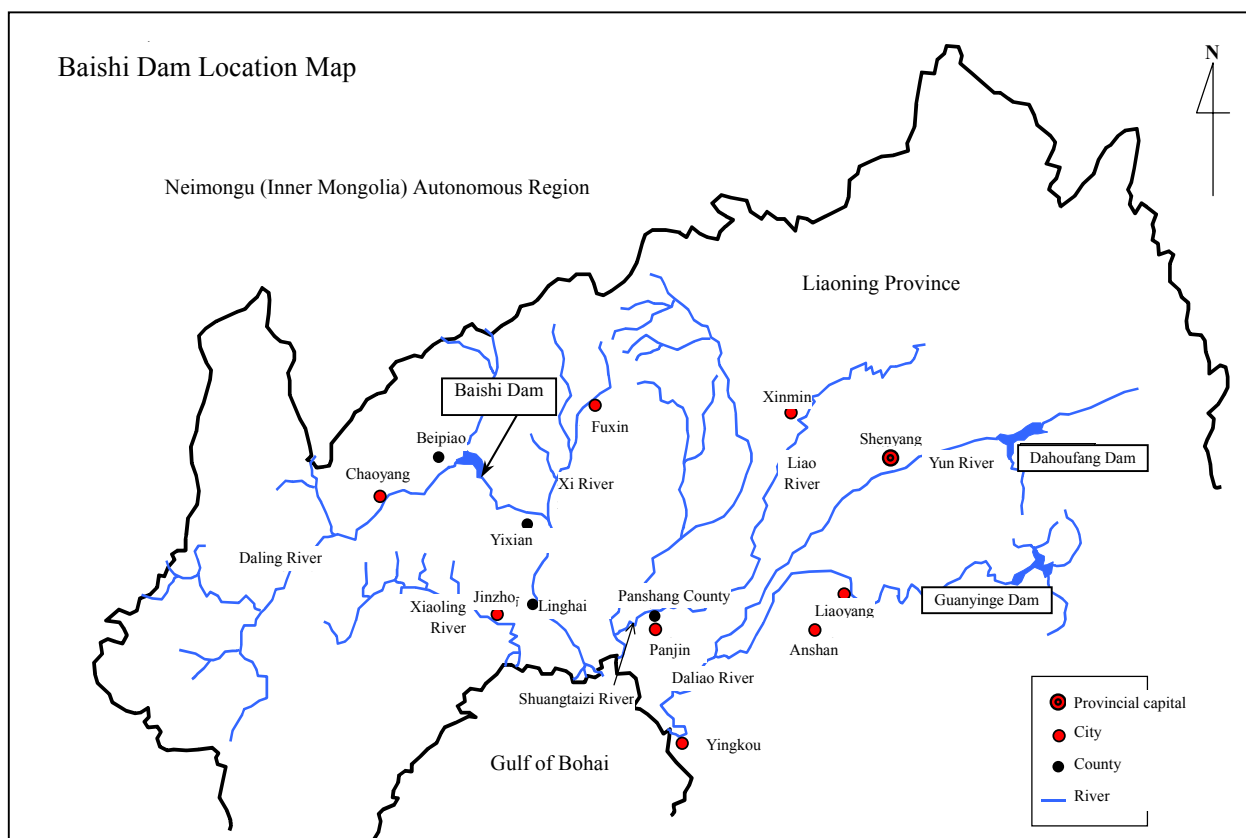 Baishi Dam Location Map
N
Neimongu (Inner Mongolia) Autonomous Region
Liaoning Province
Baishi Dam
Fuxin
Xinmin
Beipiao
Shenyang
Chaoyang
Xi River
Liao
River
Yun River
Dahoufang Dam
Yixian
Daling River
Xiaoling
River
Jinzho
Linghai
Panshang County
Liaoyang
Guanyinge Dam
Panjin
Anshan
Shuangtaizi River
Daliao River
Yingkou
Gulf of Bohai
Provincial capital
City
County
River